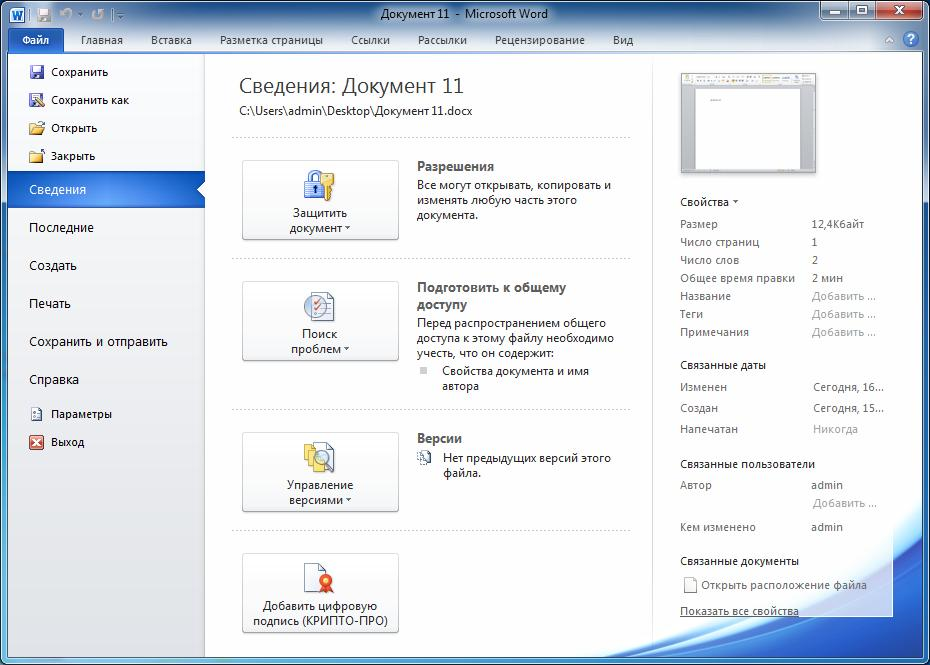 Документ 11 - Microsoft Word
Файл Главная Вставка Разметка страницы Ссылки Рассылки Рецензирование Вид
Сохранить
Сохранить как
Открыть
Закрыть
Сведения
Последние
Создать
Печать
Сохранить и отправить
Справка
Параметры
Выход
Сведения: Документ 11
C:\Users\admin\Desktop\Документ 11.docx
Защитить
документ
Разрешения
Все могут открывать, копировать и
изменять любую часть этого
документа.
Поиск
проблем
Подготовить к общему
доступу
Перед распространением общего
доступа к этому файлу необходимо
учесть, что он содержит:
Свойства документа и имя
автора
Управление
версиями
Версии
Нет предыдущих версий этого
файла.
Добавить цифровую
подпись (КРИПТО-ПРО)
Свойства
Размер 12,4Кбайт
Число страниц 1
Число слов 2
Общее время правки 2 мин
Название Добавить ...
Теги Добавить ...
Примечания Добавить ...
Связанные даты
Изменен Сегодня, 16...
Создан Сегодня, 15...
Напечатан Никогда
Связанные пользователи
Автор admin
Добавить ...
Кем изменено admin
Связанные документы
Открыть расположение файла
Показать все свойства